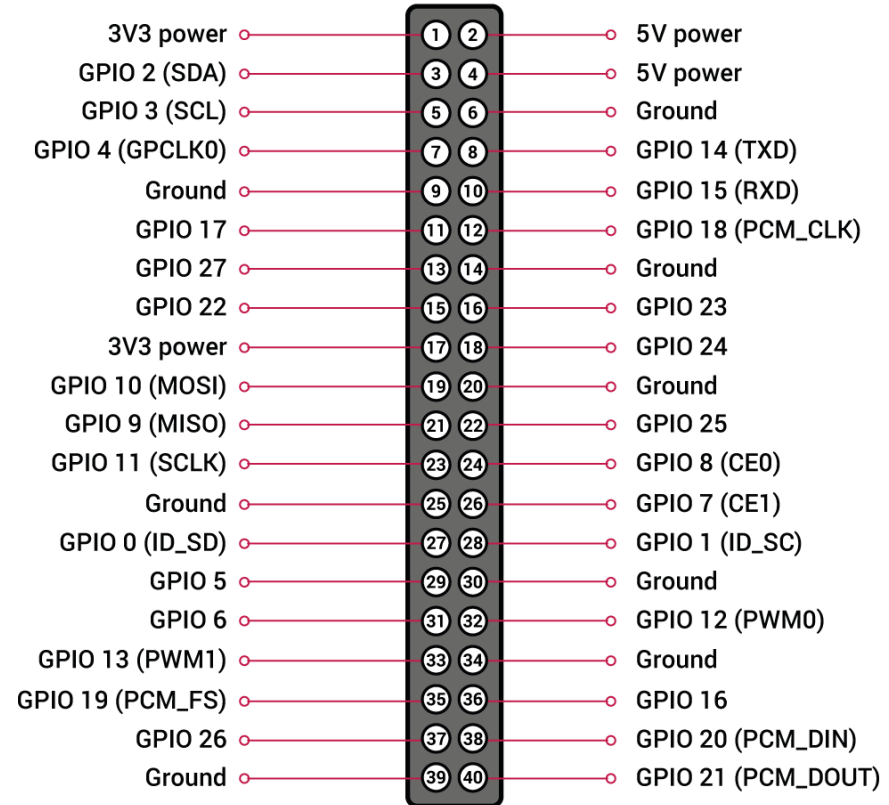 3V3 power 1 2 5V power
GPIO 2 (SDA) 3 4 5V power
GPIO 3 (SCL) 5 6 Ground
GPIO 4 (GPCLK0) 7 8 GPIO 14 (TXD)
Ground 9 10 GPIO 15 (RXD)
GPIO 17 11 12 GPIO 18 (PCM_CLK)
GPIO 27 13 14 Ground
GPIO 22 15 16 GPIO 23
3V3 power 17 18 GPIO 24
GPIO 10 (MOSI) 19 20 Ground
GPIO 9 (MISO) 21 22 GPIO 25
GPIO 11 (SCLK) 23 24 GPIO 8 (CE0)
Ground 25 26 GPIO 7 (CE1)
GPIO 0 (ID_SD) 27 28 GPIO 1 (ID_SC)
GPIO 5 29 30 Ground
GPIO 6 31 32 GPIO 12 (PWM0)
GPIO 13 (PWM1) 33 34 Ground
GPIO 19 (PCM_FS) 35 36 GPIO 16
GPIO 26 37 38 GPIO 20 (PCM_DIN)
Ground 39 40 GPIO 21 (PCM_DOUT)